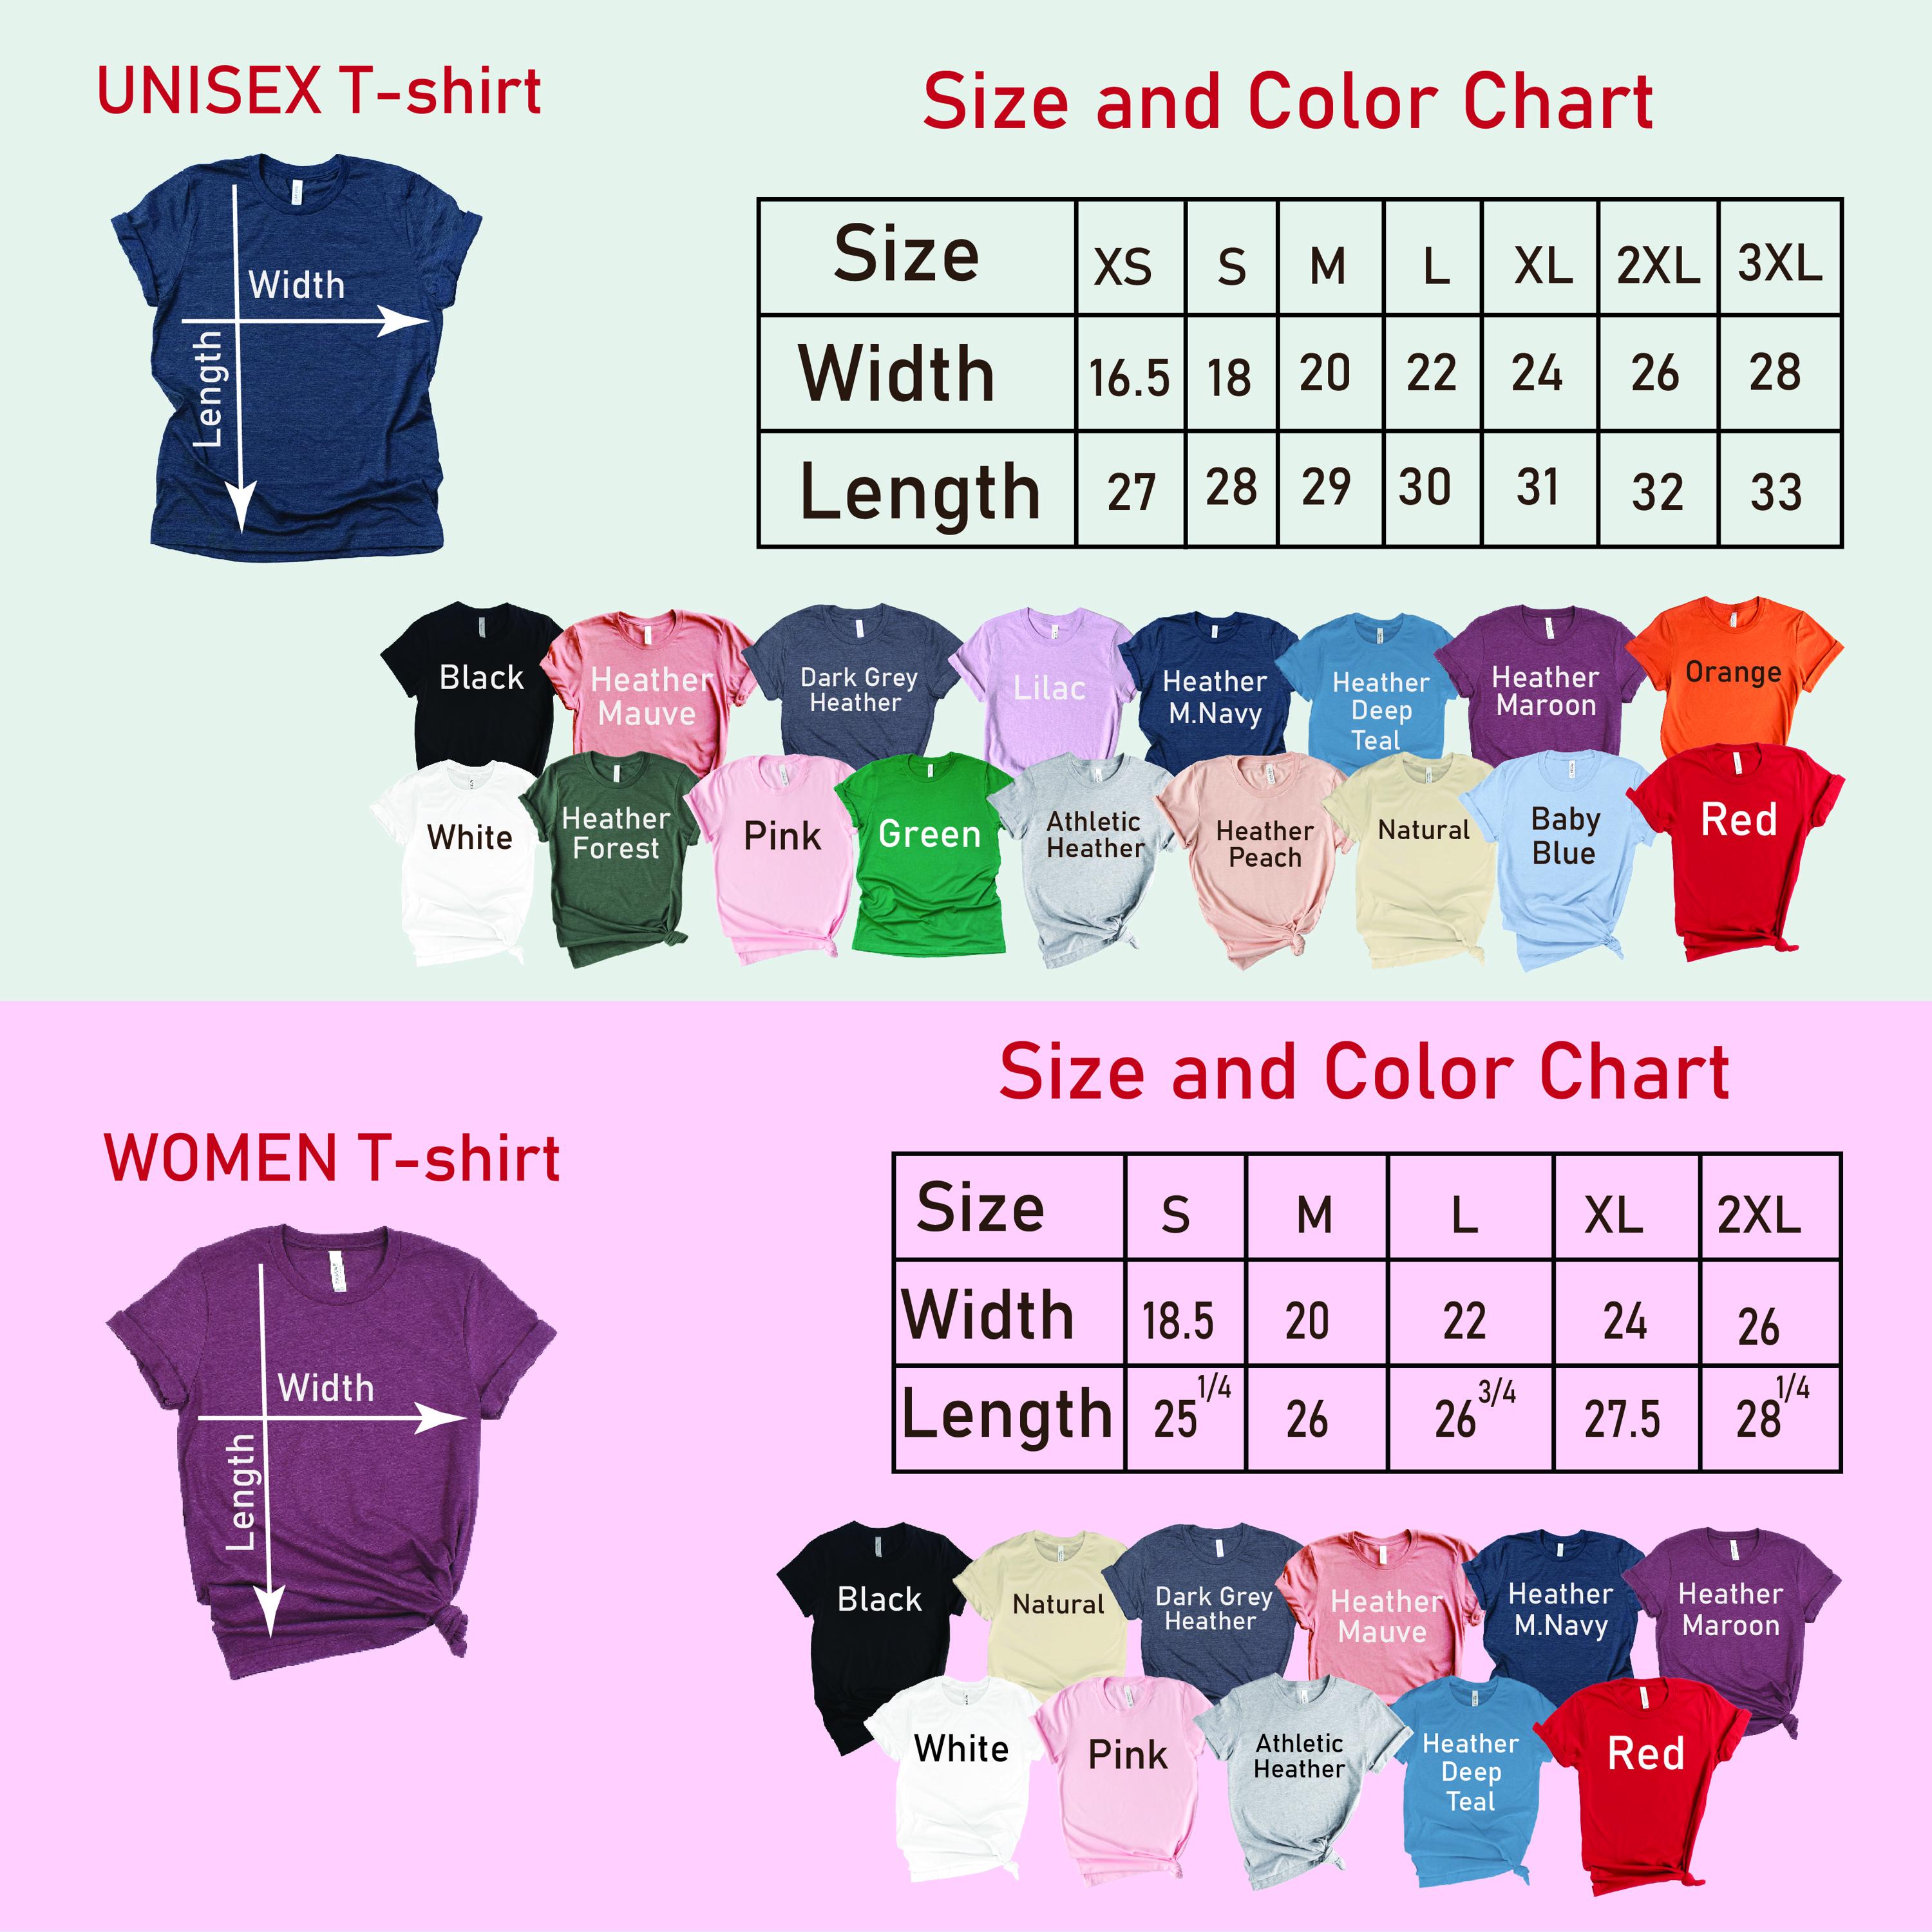 UNISEX T-shirt
Size and Color Chart
Width
Length
Size XS S M L XL 2XL 3XL
Width 16.5 18 20 22 24 26 28
Length 27 28 29 30 31 32 33
Black
Heather
Mauve
Dark Grey
Heather
Lilac
Heather
M.Navy
Heather
Deep
Teal
Heather
Maroon
Orange
White
Heather
Forest
Pink
Green
Athletic
Heather
Heather
Peach
Natural
Baby
Blue
Red
Size and Color Chart
WOMEN T-shirt
Width
Length
Size S M L XL 2XL
Width 18.5 20 22 24 26
Length 25 1/4 26 26 3/4 27.5 28 1/4
Black
Natural
Dark Grey
Heather
Heather
Mauve
Heather
M.Navy
Heather
Maroon
White
Pink
Athletic
Heather
Heather
Deep
Teal
Red